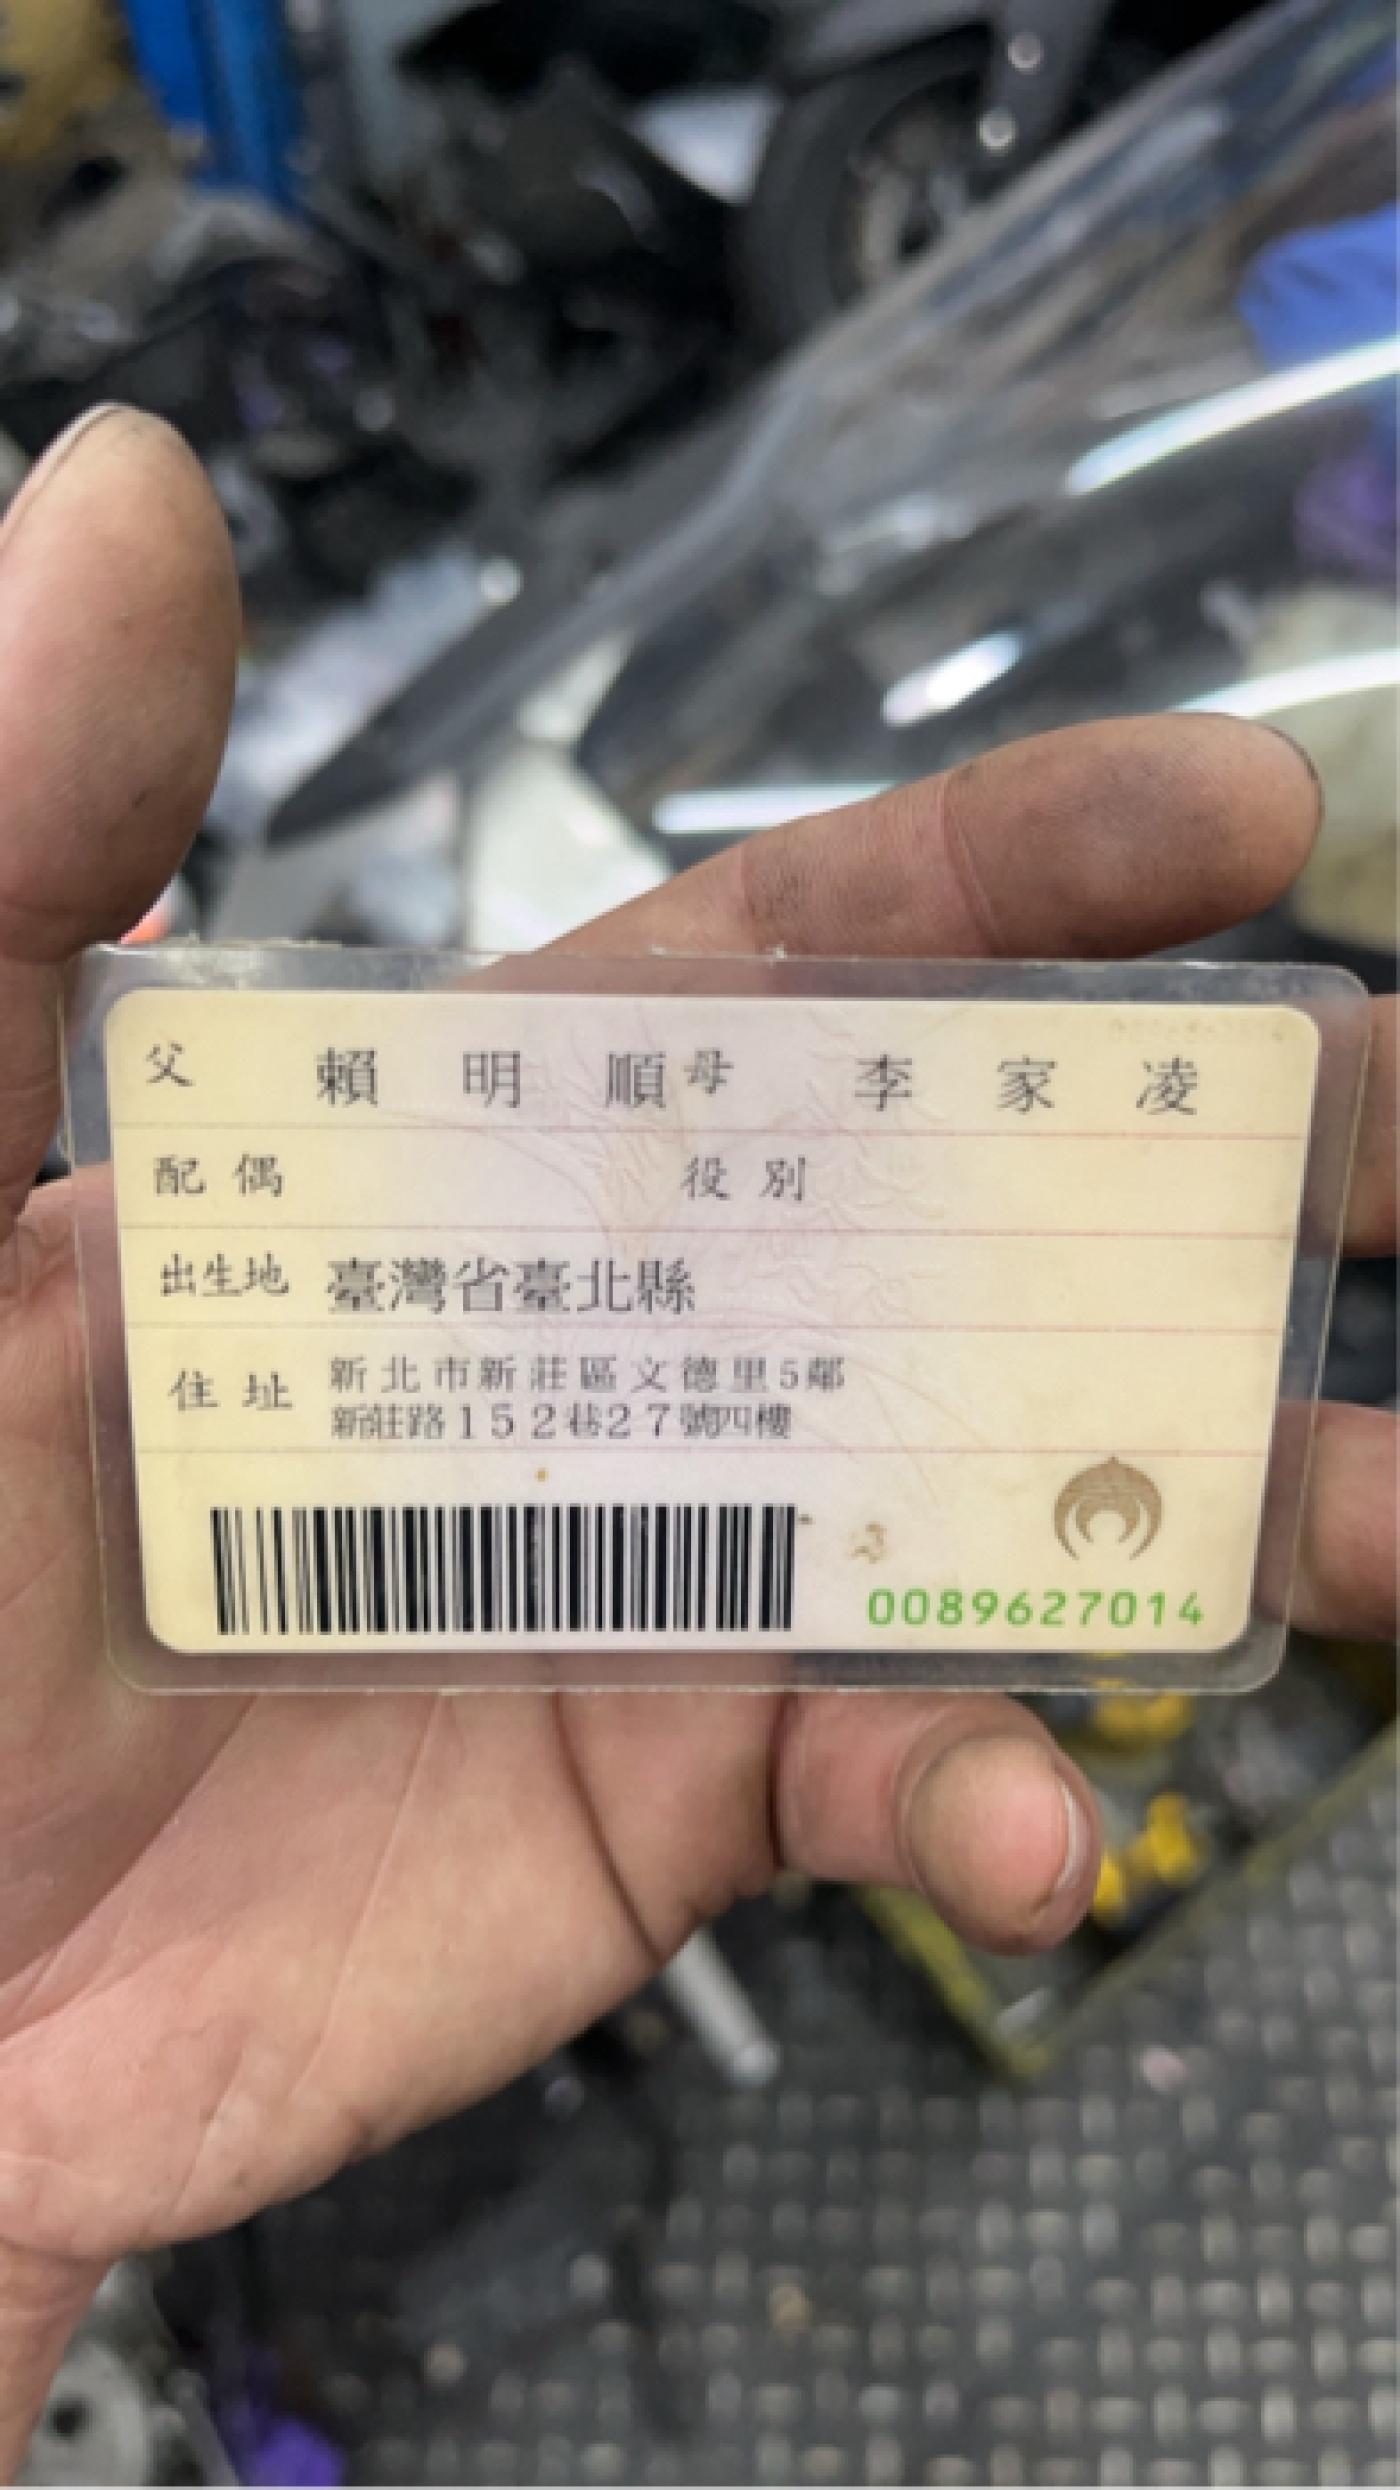 父 賴明順 母 李家凌
配偶 役別
出生地 臺灣省臺北縣
住址 新北市新莊區文德里5鄰
新莊路152巷27號四樓
0089627014